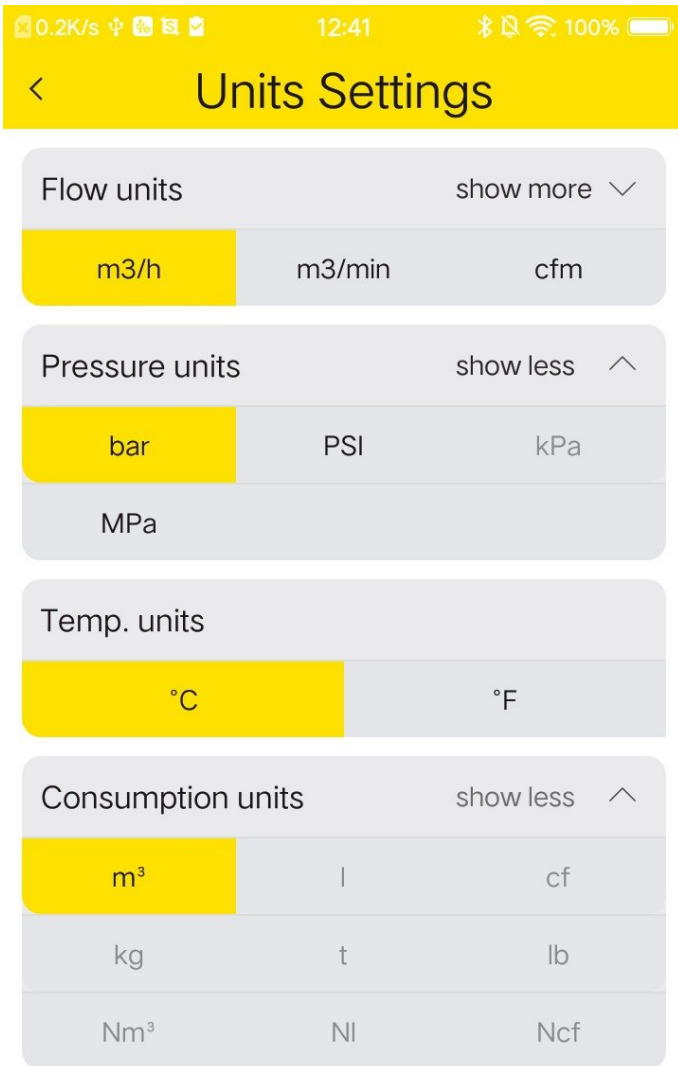 0.2K/s 12:41 100%
Units Settings
Flow units show more
m3/h m3/min cfm
Pressure units show less
bar PSI kPa
MPa
Temp. units
°C °F
Consumption units show less
m³ l cf
kg t lb
Nm³ Nl Ncf